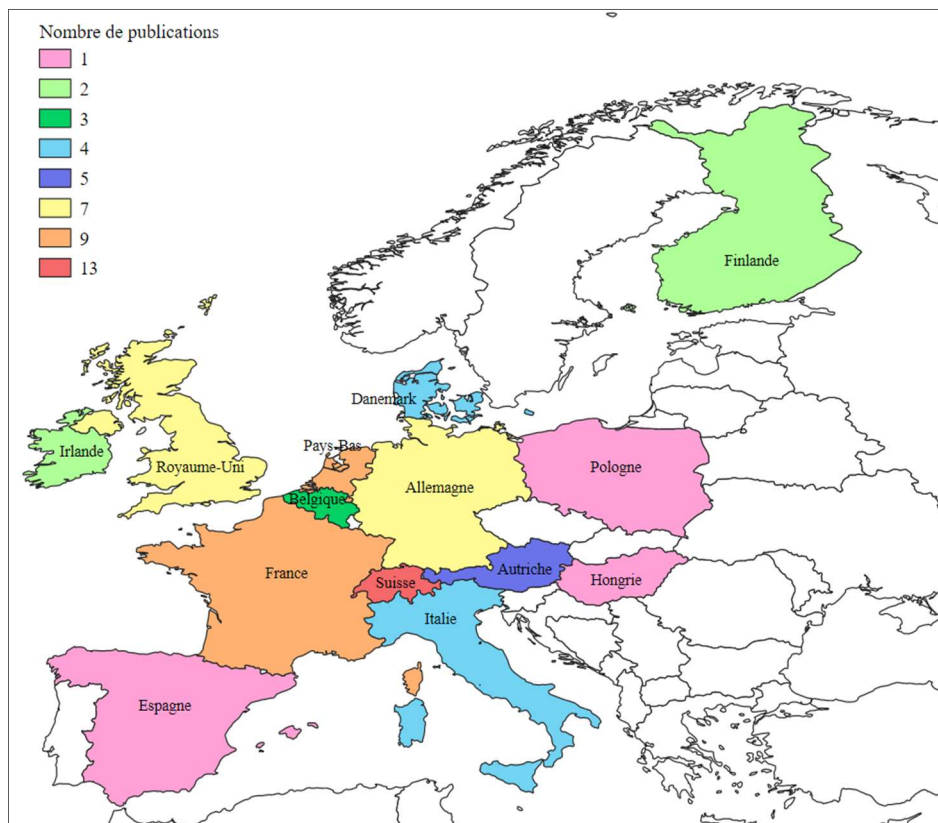 Nombre de publications
1
2
3
4
5
7
9
13
Finlande
Danemark
Irlande
Royaume-Uni
Pays-Bas
Pologne
Allemagne
Belgique
France
Suisse
Autriche
Hongrie
Italie
Espagne